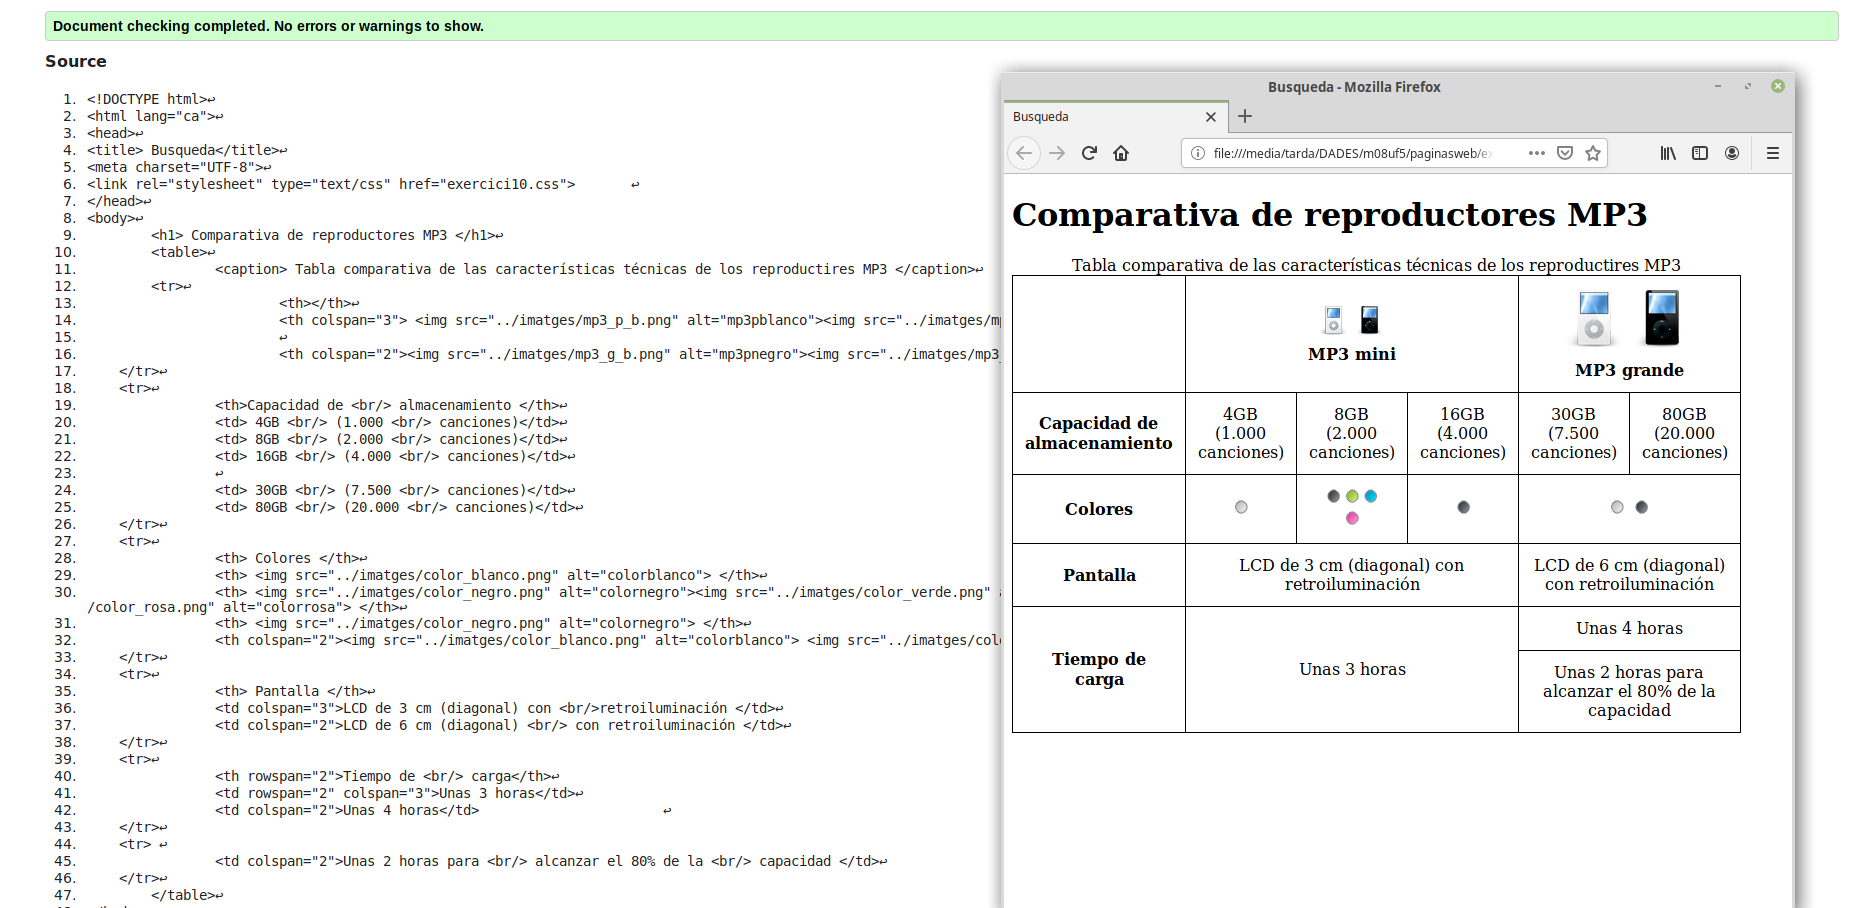 Document checking completed. No errors or warnings to show.
Source
1. <!DOCTYPE html>↩
2. <html lang="ca">↩
3. <head>↩
4. <title> Busqueda</title>↩
5. <meta charset="UTF-8">↩
6. <link rel="stylesheet" type="text/css" href="exercici10.css"> ↩
7. </head>↩
8. <body>↩
9. <h1> Comparativa de reproductores MP3 </h1>↩
10. <table>↩
11. <caption> Tabla comparativa de las características técnicas de los reproductires MP3 </caption>↩
12. <tr>↩
13. <th></th>↩
14. <th colspan="3"> <img src="../imatges/mp3_p_b.png" alt="mp3pblanco"><img src="../imatges/mp
15. ↩
16. <th colspan="2"><img src="../imatges/mp3_g_b.png" alt="mp3pnegro"><img src="../imatges/mp3_
17. </tr>↩
18. <tr>↩
19. <th>Capacidad de <br/> almacenamiento </th>↩
20. <td> 4GB <br/> (1.000 <br/> canciones)</td>↩
21. <td> 8GB <br/> (2.000 <br/> canciones)</td>↩
22. <td> 16GB <br/> (4.000 <br/> canciones)</td>↩
23. ↩
24. <td> 30GB <br/> (7.500 <br/> canciones)</td>↩
25. <td> 80GB <br/> (20.000 <br/> canciones)</td>↩
26. </tr>↩
27. <tr>↩
28. <th> Colores </th>↩
29. <th> <img src="../imatges/color_blanco.png" alt="colorblanco"> </th>↩
30. <th> <img src="../imatges/color_negro.png" alt="colornegro"><img src="../imatges/color_verde.png"
/color_rosa.png" alt="colorrosa"> </th>↩
31. <th> <img src="../imatges/color_negro.png" alt="colornegro"> </th>↩
32. <th colspan="2"><img src="../imatges/color_blanco.png" alt="colorblanco"> <img src="../imatges/col
33. </tr>↩
34. <tr>↩
35. <th> Pantalla </th>↩
36. <td colspan="3">LCD de 3 cm (diagonal) con <br/>retroiluminación </td>↩
37. <td colspan="2">LCD de 6 cm (diagonal) <br/> con retroiluminación </td>↩
38. </tr>↩
39. <tr>↩
40. <th rowspan="2">Tiempo de <br/> carga</th>↩
41. <td rowspan="2" colspan="3">Unas 3 horas</td>↩
42. <td colspan="2">Unas 4 horas</td> ↩
43. </tr>↩
44. <tr> ↩
45. <td colspan="2">Unas 2 horas para <br/> alcanzar el 80% de la <br/> capacidad </td>↩
46. </tr>↩
47. </table>↩
Busqueda - Mozilla Firefox
Busqueda
file:///media/tarda/DADES/m08uf5/paginasweb/ex
Comparativa de reproductores MP3
Tabla comparativa de las características técnicas de los reproductires MP3
MP3 mini
MP3 grande
Capacidad de
almacenamiento
4GB
(1.000
canciones)
8GB
(2.000
canciones)
16GB
(4.000
canciones)
30GB
(7.500
canciones)
80GB
(20.000
canciones)
Colores
Pantalla
LCD de 3 cm (diagonal) con
retroiluminación
LCD de 6 cm (diagonal)
con retroiluminación
Tiempo de
carga
Unas 3 horas
Unas 4 horas
Unas 2 horas para
alcanzar el 80% de la
capacidad